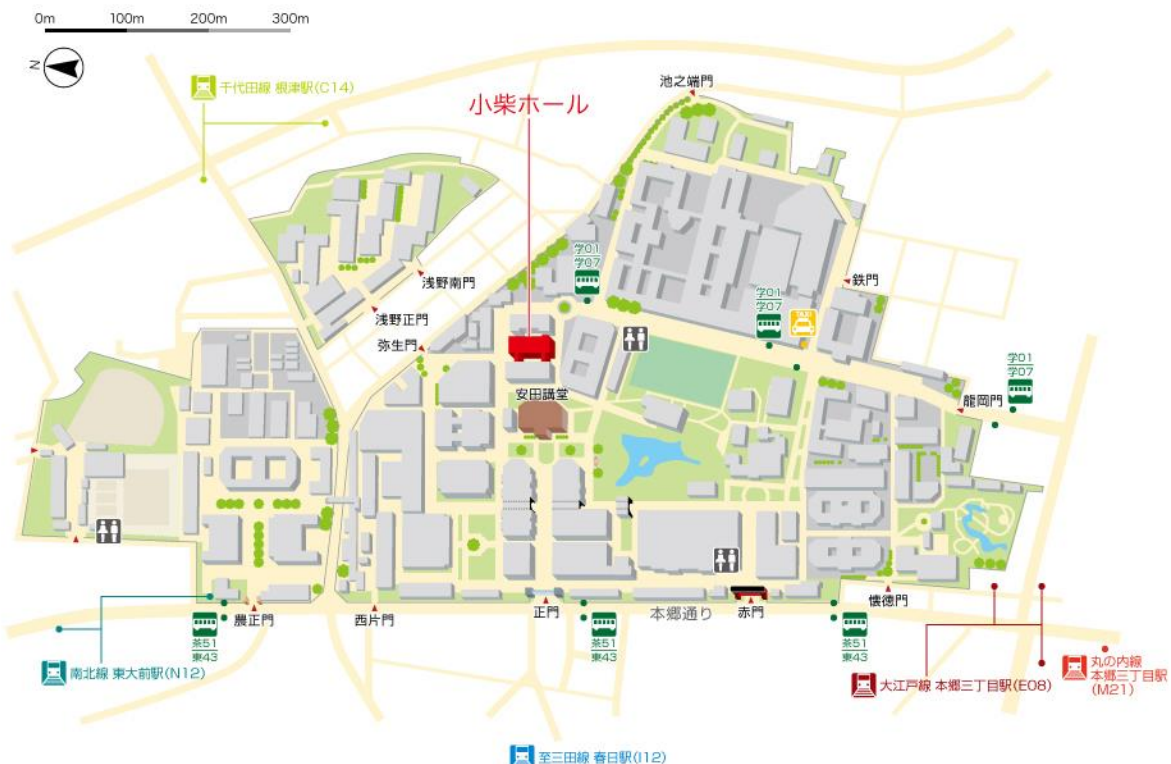 0m 100m 200m 300m
N
千代田線 根津駅(C14)
池之端門
小柴ホール
学01
学07
浅野南門
鉄門
学01
学07
TAXI
浅野正門
弥生門
学01
学07
安田講堂
龍岡門
本郷通り
農正門
西片門
正門
赤門
懐徳門
茶51
東43
茶51
東43
茶51
東43
南北線 東大前駅(N12)
大江戸線 本郷三丁目駅(E08)
丸の内線
本郷三丁目駅
(M21)
至三田線 春日駅(I12)